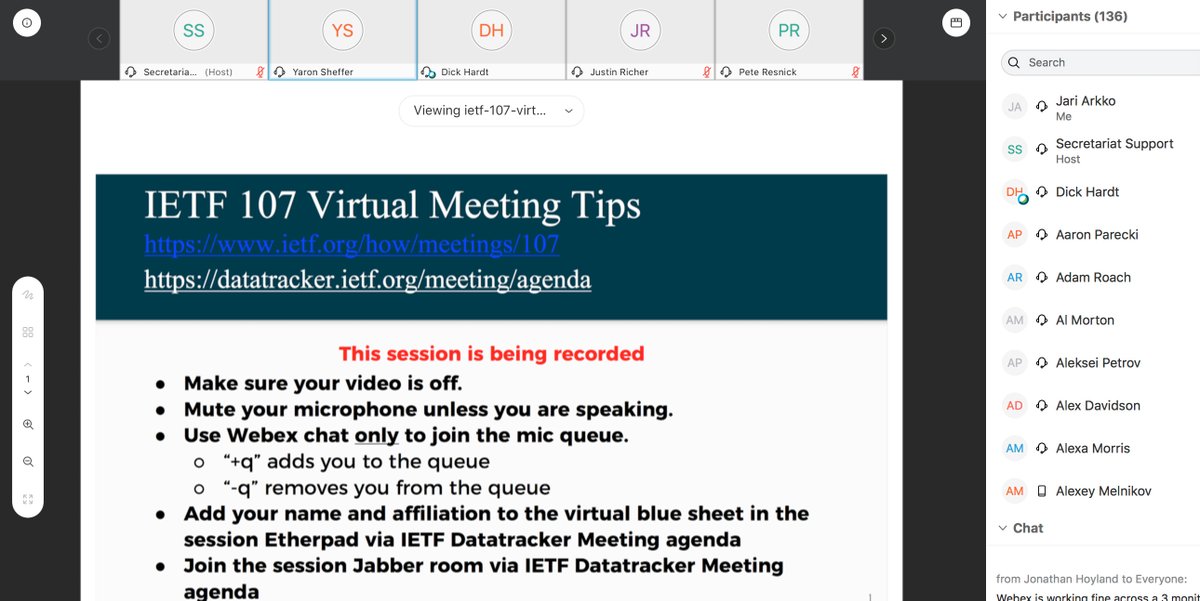 SS
YS
DH
JR
PR
Secretaria... (Host)
Yaron Sheffer
Dick Hardt
Justin Richer
Pete Resnick
Viewing ietf-107-virt...
IETF 107 Virtual Meeting Tips
https://www.ietf.org/how/meetings/107
https://datatracker.ietf.org/meeting/agenda
This session is being recorded
● Make sure your video is off.
● Mute your microphone unless you are speaking.
● Use Webex chat only to join the mic queue.
○ “+q” adds you to the queue
○ “-q” removes you from the queue
● Add your name and affiliation to the virtual blue sheet in the
session Etherpad via IETF Datatracker Meeting agenda
● Join the session Jabber room via IETF Datatracker Meeting
agenda
1
1
Participants (136)
Search
JA Jari Arkko
Me
SS Secretariat Support
Host
DH Dick Hardt
AP Aaron Parecki
AR Adam Roach
AM Al Morton
AP Aleksei Petrov
AD Alex Davidson
AM Alexa Morris
AM Alexey Melnikov
Chat
from Jonathan Hoyland to Everyone:
Webex is working fine across a 3 monit